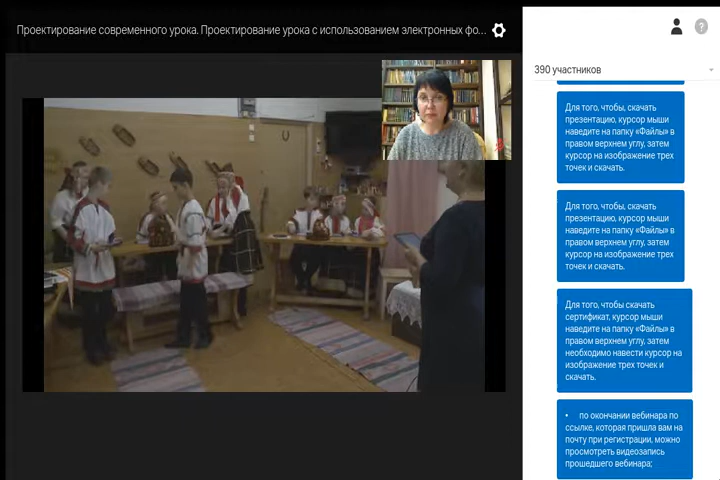 Проектирование современного урока. Проектирование урока с использованием электронных фо...
390 участников
Для того, чтобы, скачать
презентацию, курсор мыши
наведите на папку «Файлы» в
правом верхнем углу, затем
курсор на изображение трех
точек и скачать.
Для того, чтобы, скачать
презентацию, курсор мыши
наведите на папку «Файлы» в
правом верхнем углу, затем
курсор на изображение трех
точек и скачать.
Для того, чтобы скачать
сертификат, курсор мыши
наведите на папку «Файлы» в
правом верхнем углу, затем
необходимо навести курсор на
изображение трех точек и
скачать.
• по окончании вебинара по
ссылке, которая пришла вам на
почту при регистрации, можно
просмотреть видеозапись
прошедшего вебинара;